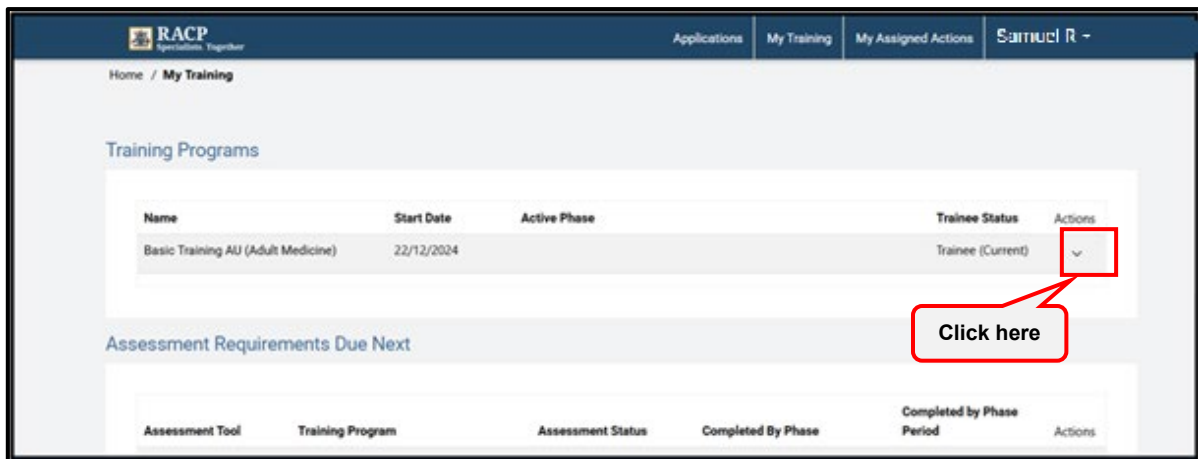 RACP
Specialists. Together
Applications My Training My Assigned Actions Samuel R
Home / My Training
Training Programs
Name Start Date Active Phase Trainee Status Actions
Basic Training AU (Adult Medicine) 22/12/2024 Trainee (Current)
Click here
Assessment Requirements Due Next
Assessment Tool Training Program Assessment Status Completed By Phase Completed by Phase Period Actions